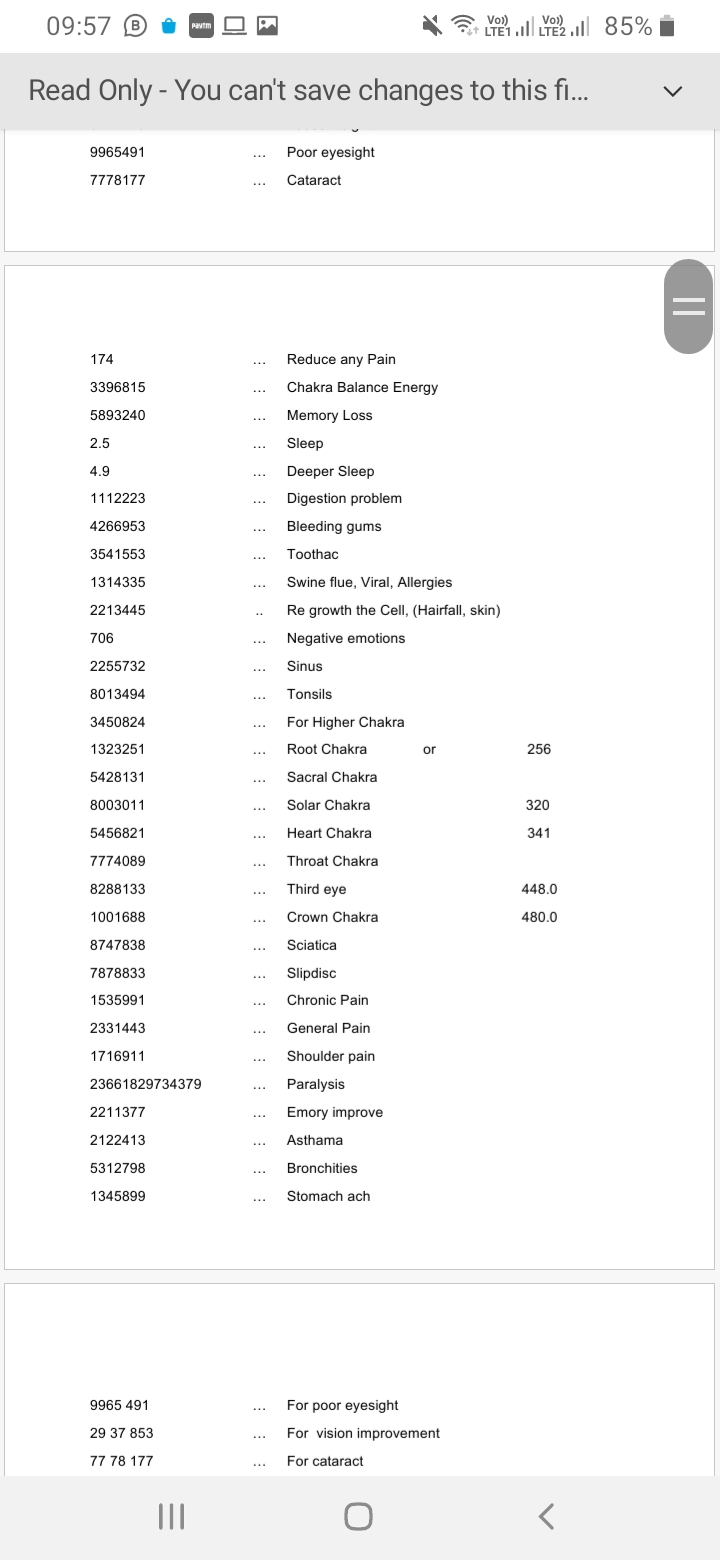 09:57 B paytm Vo) LTE1 Vo) LTE2 85%
Read Only - You can't save changes to this fi...
9965491 ... Poor eyesight
7778177 ... Cataract
174 ... Reduce any Pain
3396815 ... Chakra Balance Energy
5893240 ... Memory Loss
2.5 ... Sleep
4.9 ... Deeper Sleep
1112223 ... Digestion problem
4266953 ... Bleeding gums
3541553 ... Toothac
1314335 ... Swine flue, Viral, Allergies
2213445 .. Re growth the Cell, (Hairfall, skin)
706 ... Negative emotions
2255732 ... Sinus
8013494 ... Tonsils
3450824 ... For Higher Chakra
1323251 ... Root Chakra or 256
5428131 ... Sacral Chakra
8003011 ... Solar Chakra 320
5456821 ... Heart Chakra 341
7774089 ... Throat Chakra
8288133 ... Third eye 448.0
1001688 ... Crown Chakra 480.0
8747838 ... Sciatica
7878833 ... Slipdisc
1535991 ... Chronic Pain
2331443 ... General Pain
1716911 ... Shoulder pain
23661829734379 ... Paralysis
2211377 ... Emory improve
2122413 ... Asthama
5312798 ... Bronchities
1345899 ... Stomach ach
9965 491 ... For poor eyesight
29 37 853 ... For vision improvement
77 78 177 ... For cataract